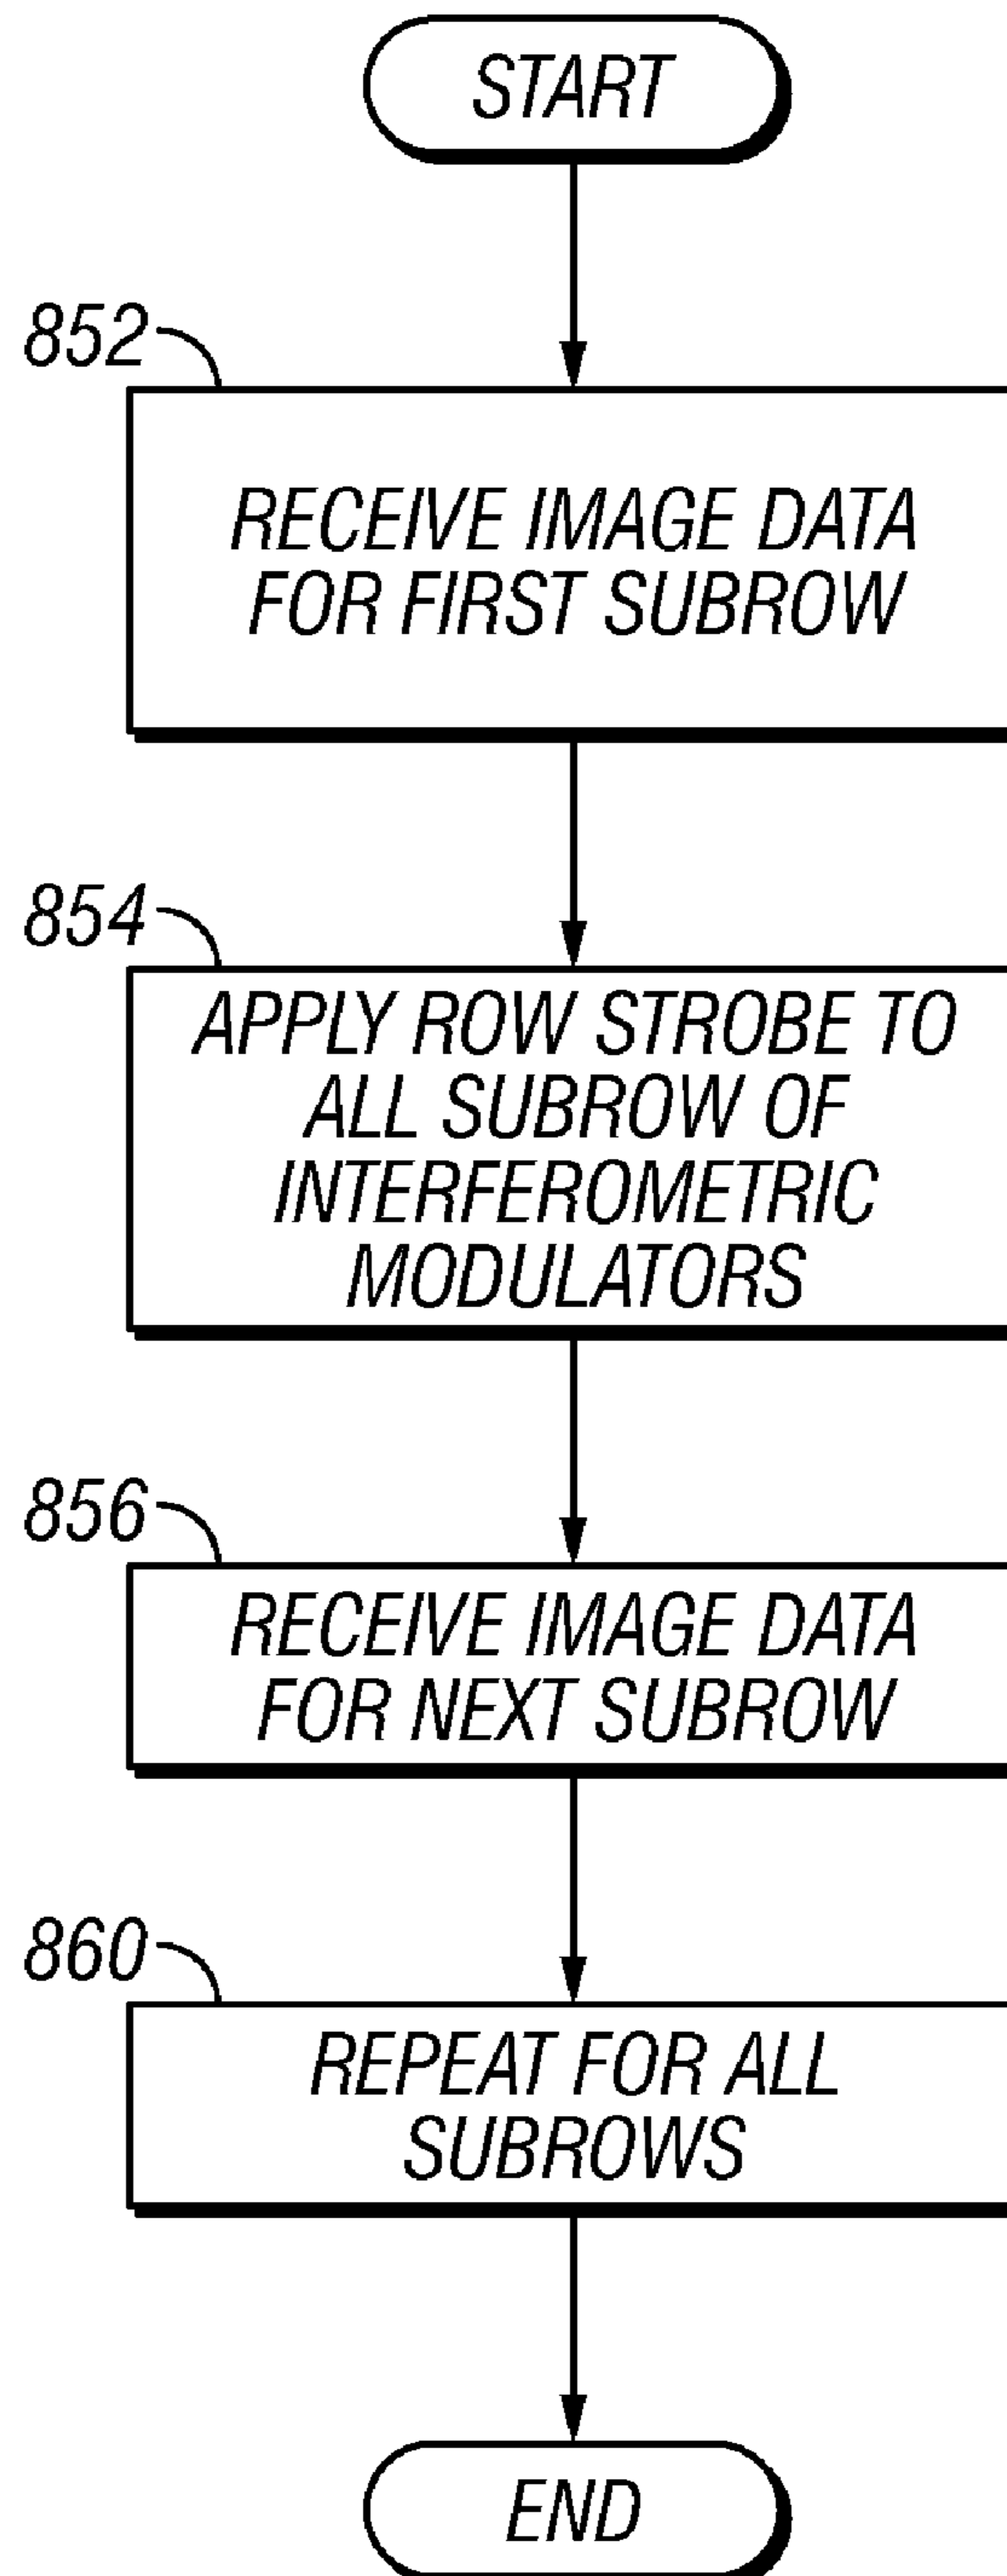 START
852
RECEIVE IMAGE DATA
FOR FIRST SUBROW
854
APPLY ROW STROBE TO
ALL SUBROW OF
INTERFEROMETRIC
MODULATORS
856
RECEIVE IMAGE DATA
FOR NEXT SUBROW
860
REPEAT FOR ALL
SUBROWS
END